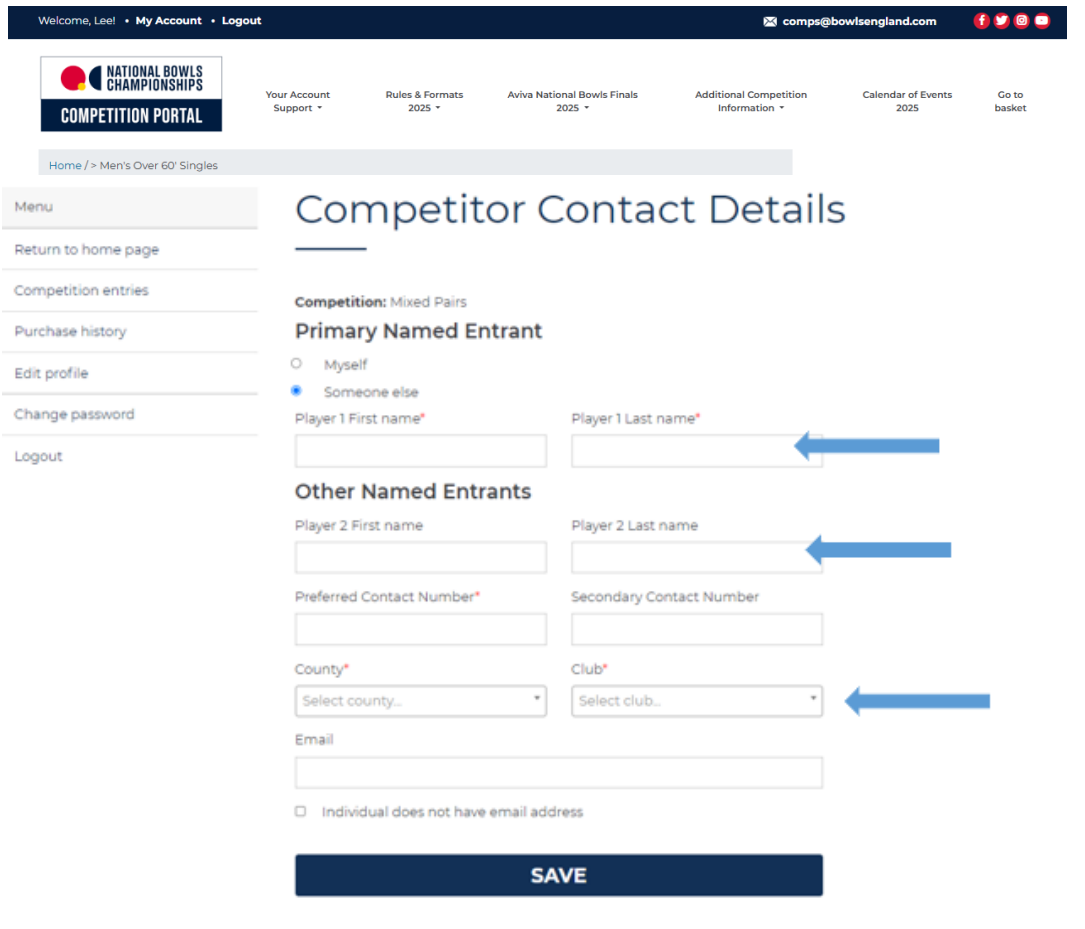 Welcome, Lee! • My Account • Logout
comps@bowlsengland.com
NATIONAL BOWLS
CHAMPIONSHIPS
COMPETITION PORTAL
Your Account
Support
Rules & Formats
2025
Aviva National Bowls Finals
2025
Additional Competition
Information
Calendar of Events
2025
Go to
basket
Home / > Men's Over 60' Singles
Menu
Return to home page
Competition entries
Purchase history
Edit profile
Change password
Logout
Competitor Contact Details
Competition: Mixed Pairs
Primary Named Entrant
Myself
Someone else
Player 1 First name* Player 1 Last name*
Other Named Entrants
Player 2 First name Player 2 Last name
Preferred Contact Number* Secondary Contact Number
County* Club*
Select county... Select club...
Email
Individual does not have email address
SAVE